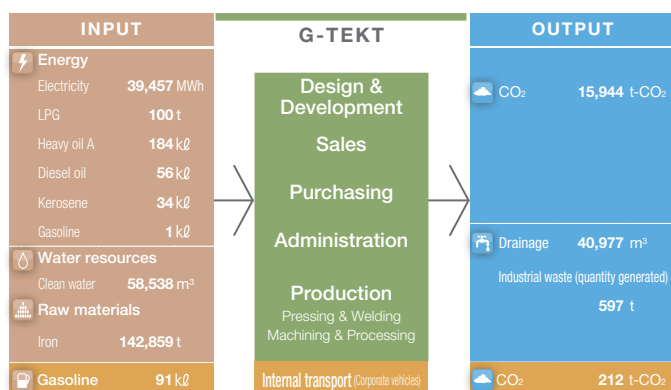 INPUT
Energy
Electricity 39,457 MWh
LPG 100 t
Heavy oil A 184 kℓ
Diesel oil 56 kℓ
Kerosene 34 kℓ
Gasoline 1 kℓ
Water resources
Clean water 58,538 m³
Raw materials
Iron 142,859 t
Gasoline 91 kℓ
G-TEKT
Design &
Development
Sales
Purchasing
Administration
Production
Pressing & Welding
Machining & Processing
Internal transport (Corporate vehicles)
OUTPUT
CO₂ 15,944 t-CO₂
Drainage 40,977 m³
Industrial waste (quantity generated)
597 t
CO₂ 212 t-CO₂